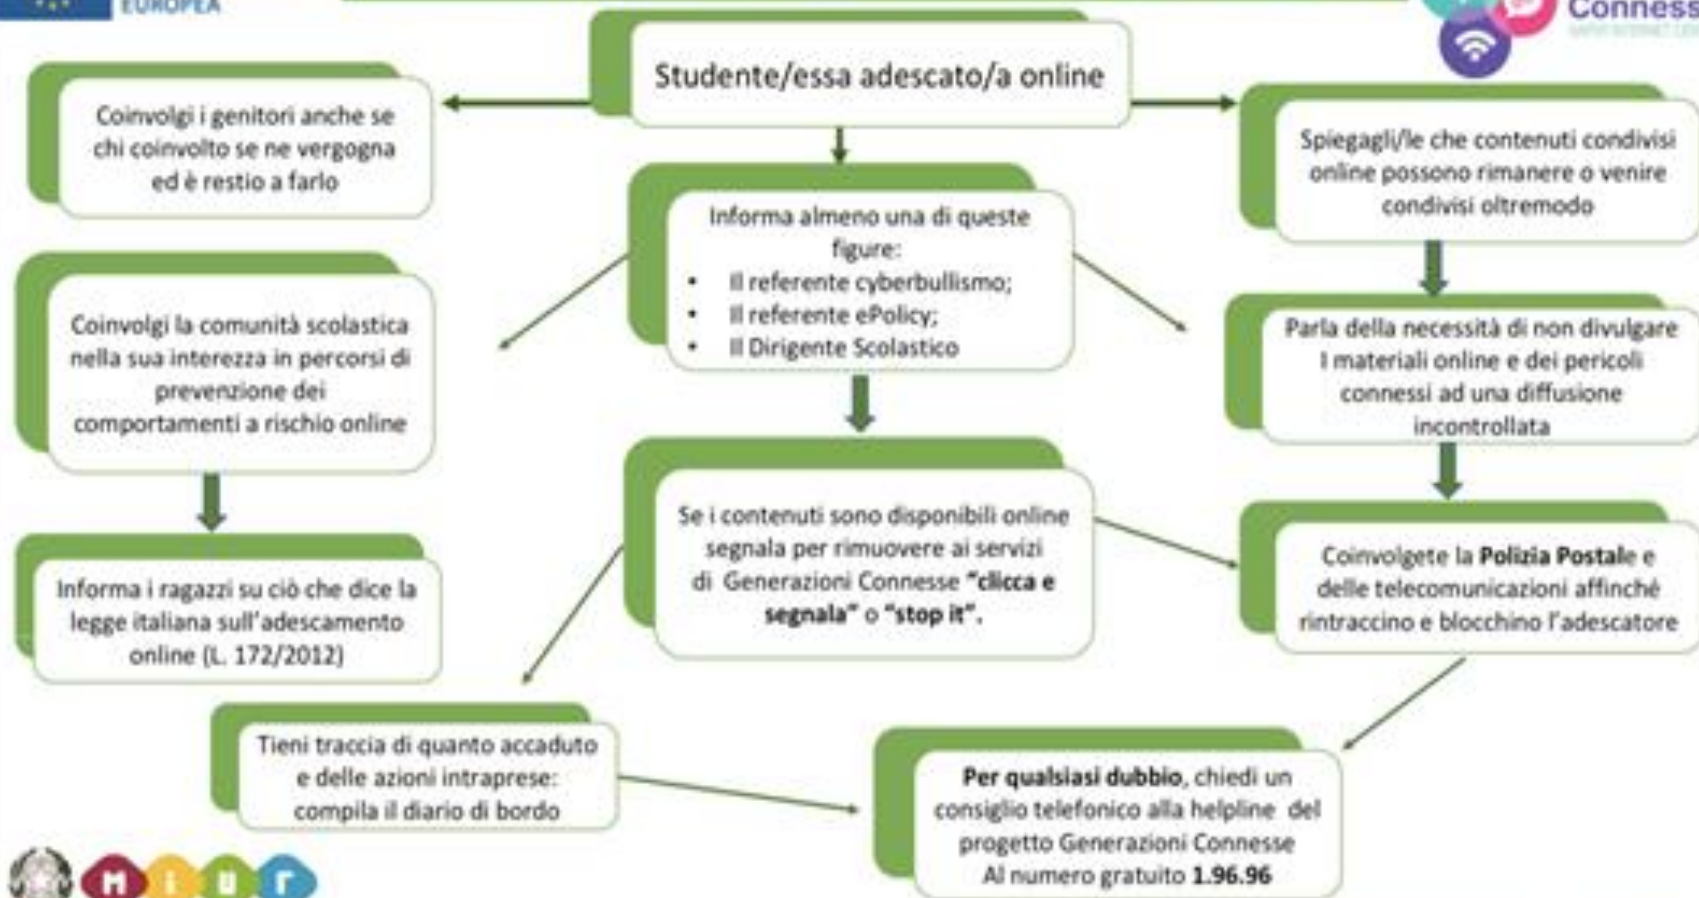 EUROPEA
Conness
Studente/essa adescato/a online
Coinvolgi i genitori anche se
chi coinvolto se ne vergogna
ed è restio a farlo
Spiegagli/le che contenuti condivisi
online possono rimanere o venire
condivisi oltremodo
Informa almeno una di queste
figure:
• Il referente cyberbullismo;
• Il referente ePolicy;
• Il Dirigente Scolastico
Coinvolgi la comunità scolastica
nella sua interezza in percorsi di
prevenzione dei
comportamenti a rischio online
Parla della necessità di non divulgare
I materiali online e dei pericoli
connessi ad una diffusione
incontrollata
Se i contenuti sono disponibili online
segnala per rimuovere ai servizi
di Generazioni Connesse “clicca e
segnala” o “stop it”.
Informa i ragazzi su ciò che dice la
legge italiana sull’adescamento
online (L. 172/2012)
Coinvolgete la Polizia Postale e
delle telecomunicazioni affinché
rintraccino e blocchino l’adescatore
Tieni traccia di quanto accaduto
e delle azioni intraprese:
compila il diario di bordo
Per qualsiasi dubbio, chiedi un
consiglio telefonico alla helpline del
progetto Generazioni Connesse
Al numero gratuito 1.96.96
MIUr